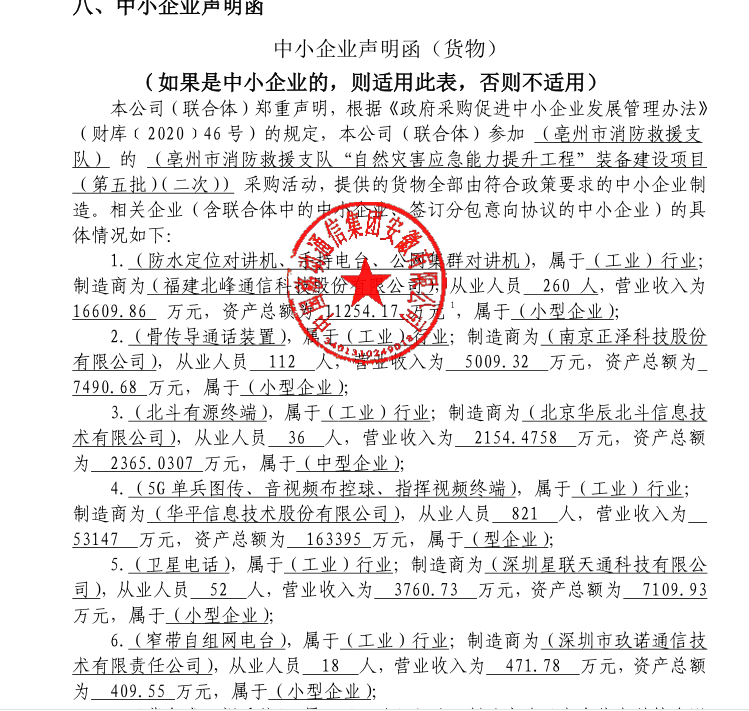 八、中小企业声明函
中小企业声明函（货物）
（如果是中小企业的，则适用此表，否则不适用）
本公司（联合体）郑重声明，根据《政府采购促进中小企业发展管理办法》
（财库﹝2020﹞46 号）的规定，本公司（联合体）参加 （亳州市消防救援支
队） 的 （亳州市消防救援支队“自然灾害应急能力提升工程”装备建设项目
（第五批）（二次）） 采购活动，提供的货物全部由符合政策要求的中小企业制
造。相关企业（含联合体中的中小企业、签订分包意向协议的中小企业）的具
体情况如下：
1.（防水定位对讲机、手持电台、公网集群对讲机），属于（工业）行业；
制造商为（福建北峰通信科技股份有限公司），从业人员 260 人，营业收入为
16609.86 万元，资产总额为 21254.17 万元¹，属于（小型企业）；
2.（骨传导通话装置），属于（工业）行业；制造商为（南京正泽科技股份
有限公司），从业人员 112 人，营业收入为 5009.32 万元，资产总额为
7490.68 万元，属于（小型企业）；
3.（北斗有源终端），属于（工业）行业；制造商为（北京华辰北斗信息技
术有限公司），从业人员 36 人，营业收入为 2154.4758 万元，资产总额
为 2365.0307 万元，属于（中型企业）；
4.（5G 单兵图传、音视频布控球、指挥视频终端），属于（工业）行业；
制造商为（华平信息技术股份有限公司），从业人员 821 人，营业收入为
53147 万元，资产总额为 163395 万元，属于（型企业）；
5.（卫星电话），属于（工业）行业；制造商为（深圳星联天通科技有限公
司），从业人员 52 人，营业收入为 3760.73 万元，资产总额为 7109.93
万元，属于（小型企业）；
6.（窄带自组网电台），属于（工业）行业；制造商为（深圳市玖诺通信技
术有限责任公司），从业人员 18 人，营业收入为 471.78 万元，资产总额
为 409.55 万元，属于（小型企业）；